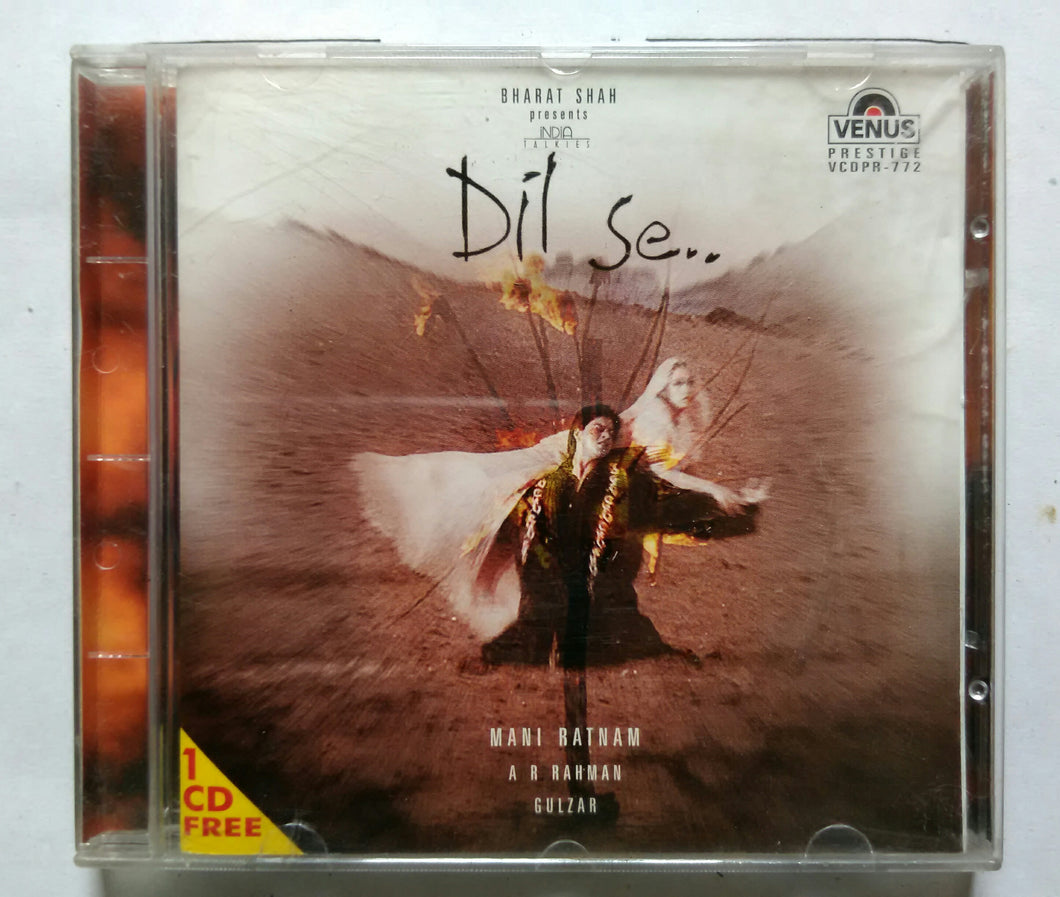 BHARAT SHAH
presents
INDIA
TALKIES
Dil se..
VENUS
PRESTIGE
VCDPR-772
MANI RATNAM
A R RAHMAN
GULZAR
1
CD
FREE